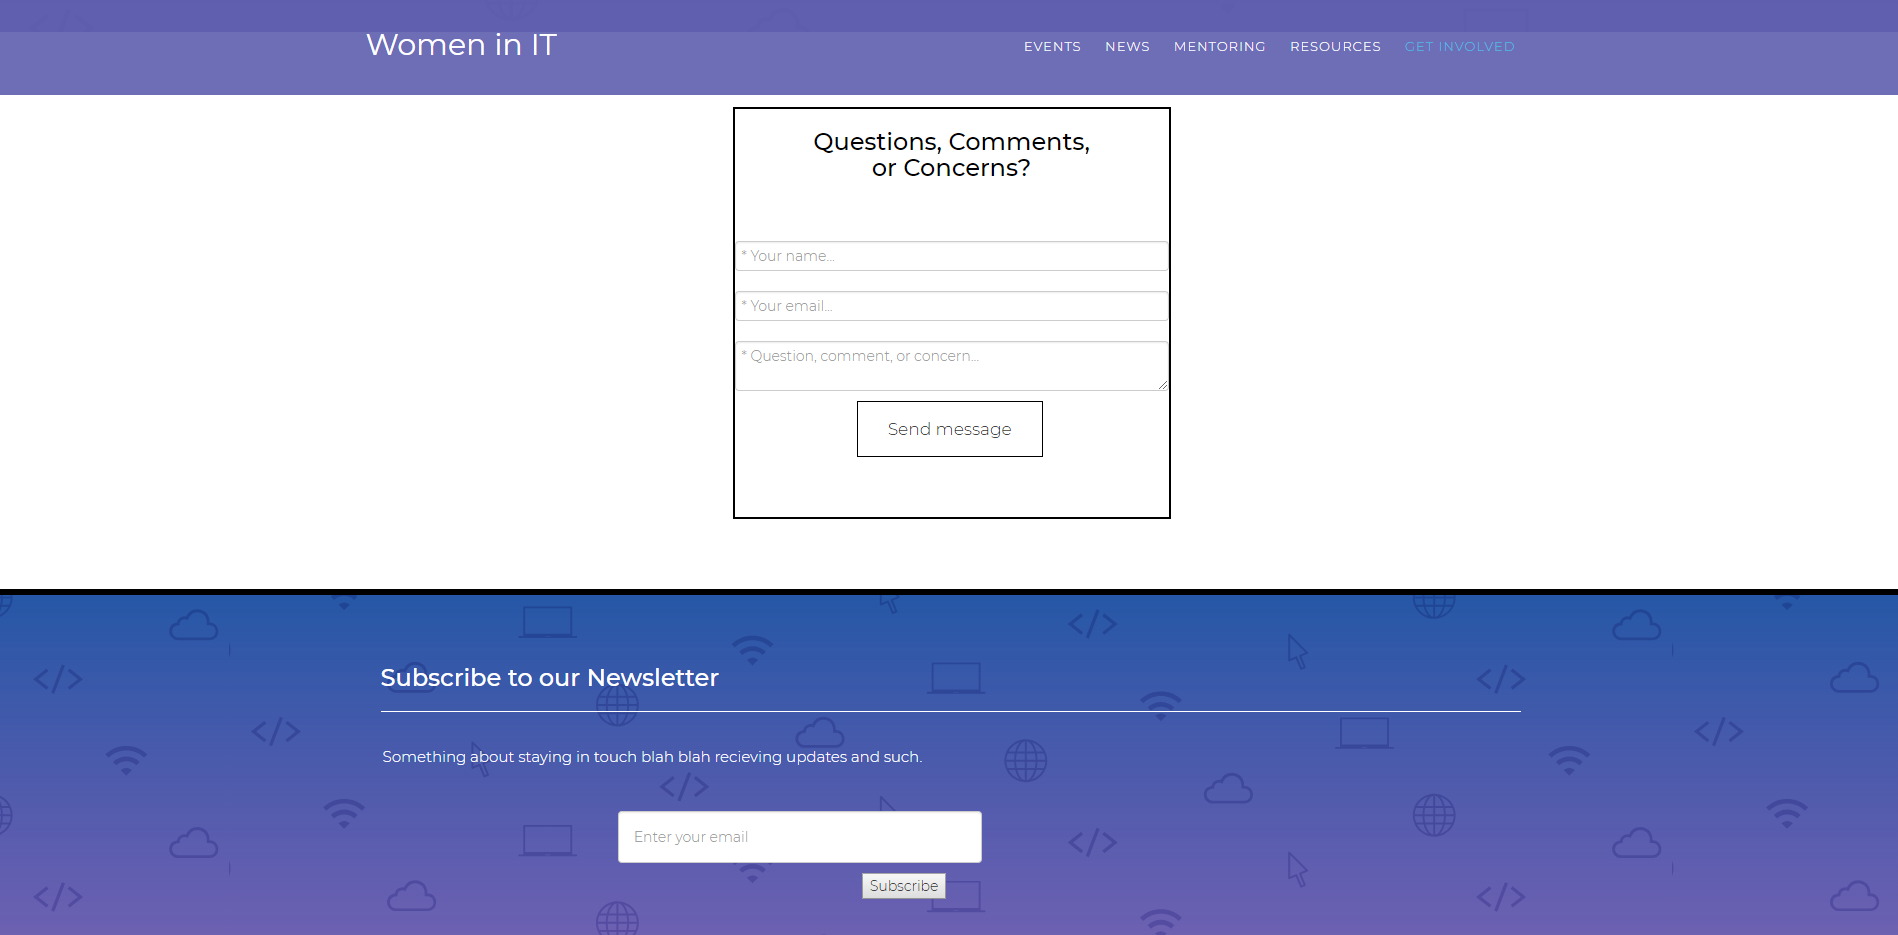 Women in IT
EVENTS NEWS MENTORING RESOURCES GET INVOLVED
Questions, Comments,
or Concerns?
* Your name...
* Your email...
* Question, comment, or concern...
Send message
Subscribe to our Newsletter
Something about staying in touch blah blah recieving updates and such.
Enter your email
Subscribe